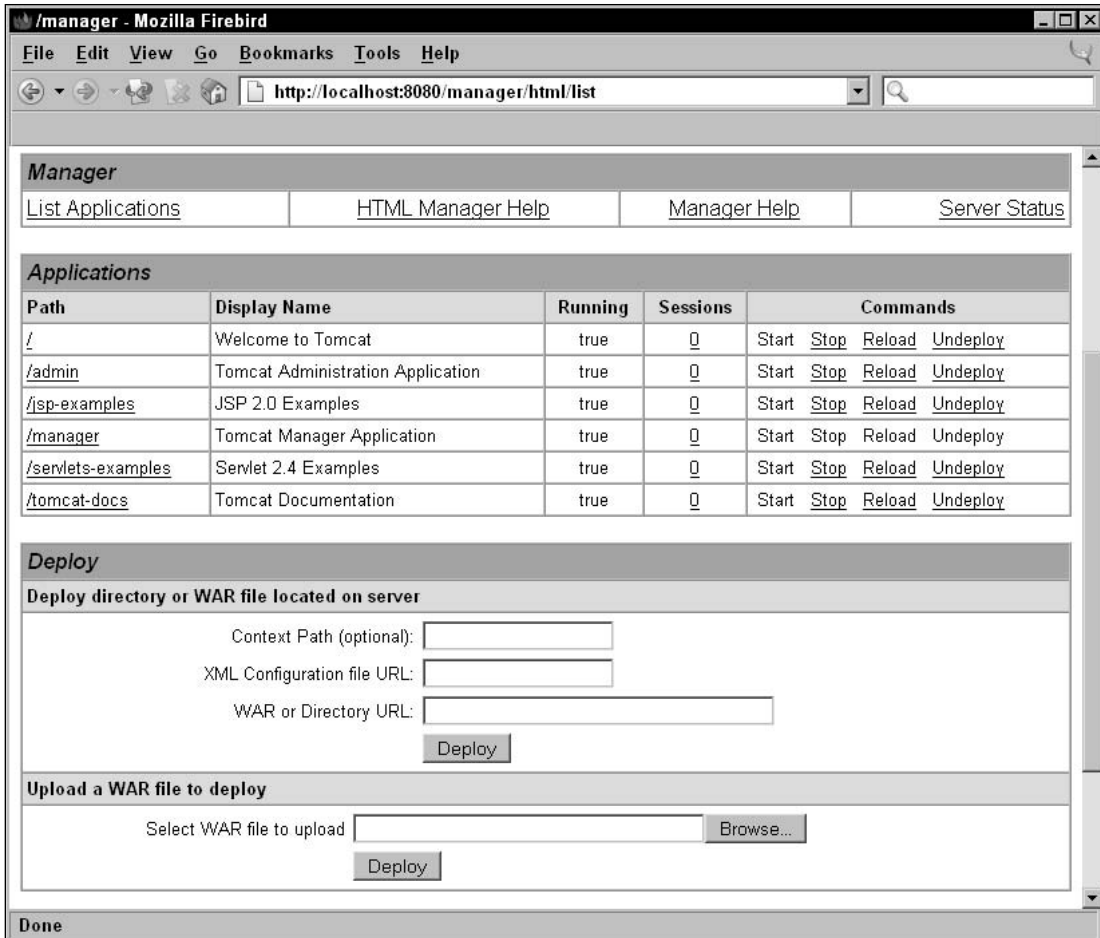 /manager - Mozilla Firebird
File Edit View Go Bookmarks Tools Help
http://localhost:8080/manager/html/list
Manager
List Applications HTML Manager Help Manager Help Server Status
Applications
Path Display Name Running Sessions Commands
/ Welcome to Tomcat true 0 Start Stop Reload Undeploy
/admin Tomcat Administration Application true 0 Start Stop Reload Undeploy
/jsp-examples JSP 2.0 Examples true 0 Start Stop Reload Undeploy
/manager Tomcat Manager Application true 0 Start Stop Reload Undeploy
/servlets-examples Servlet 2.4 Examples true 0 Start Stop Reload Undeploy
/tomcat-docs Tomcat Documentation true 0 Start Stop Reload Undeploy
Deploy
Deploy directory or WAR file located on server
Context Path (optional):
XML Configuration file URL:
WAR or Directory URL:
Deploy
Upload a WAR file to deploy
Select WAR file to upload Browse...
Deploy
Done